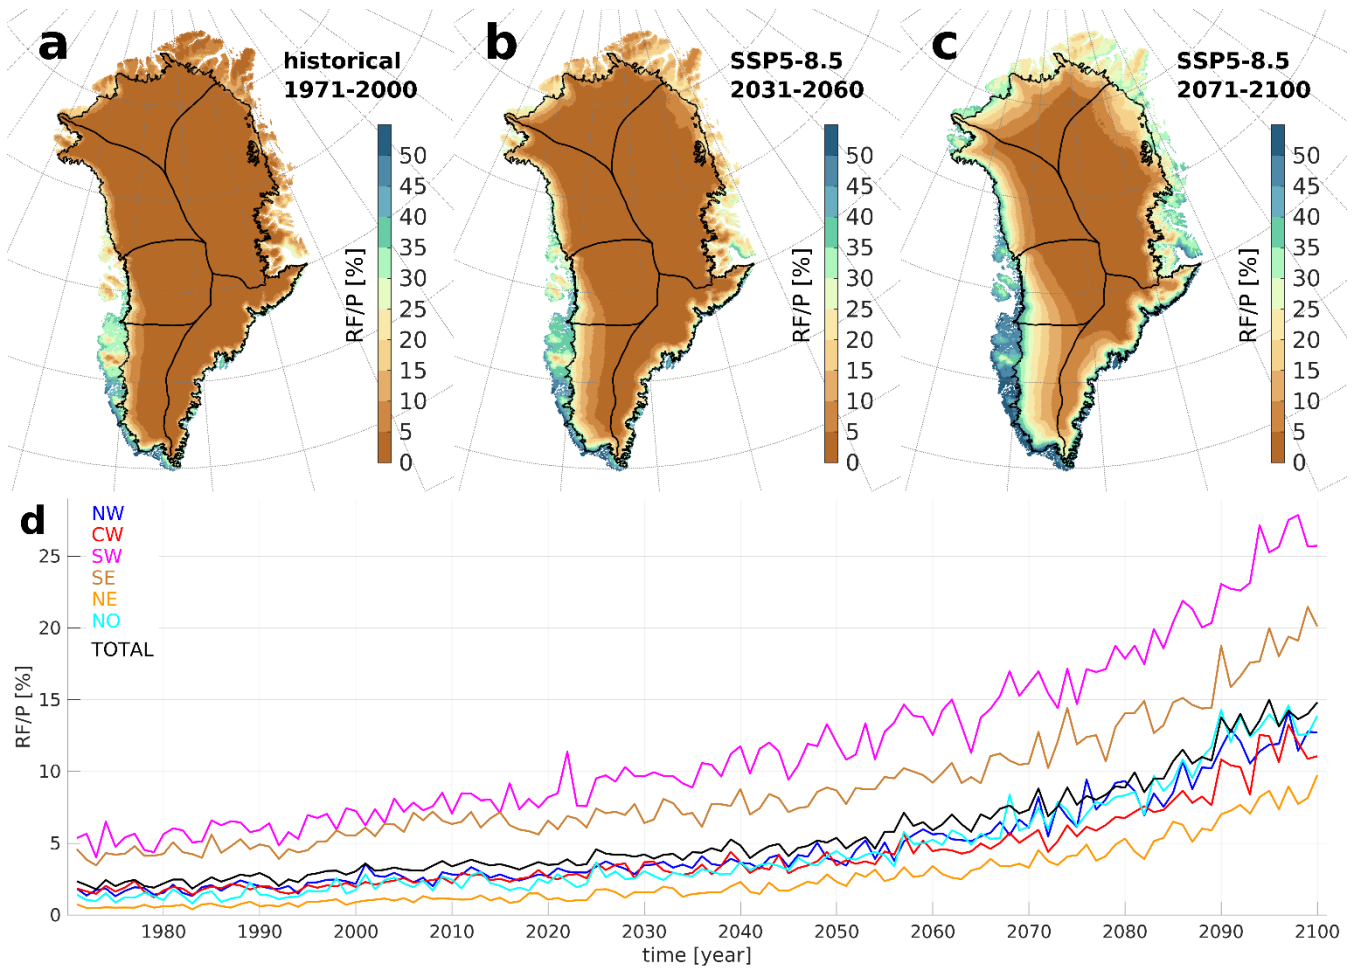 a
historical
1971-2000
50
45
40
35
30
25
20
15
10
5
0
RF/P [%]
b
SSP5-8.5
2031-2060
50
45
40
35
30
25
20
15
10
5
0
RF/P [%]
c
SSP5-8.5
2071-2100
50
45
40
35
30
25
20
15
10
5
0
RF/P [%]
d
NW
CW
SW
SE
NE
NO
TOTAL
25
20
15
10
5
0
RF/P [%]
1980 1990 2000 2010 2020 2030 2040 2050 2060 2070 2080 2090 2100
time [year]